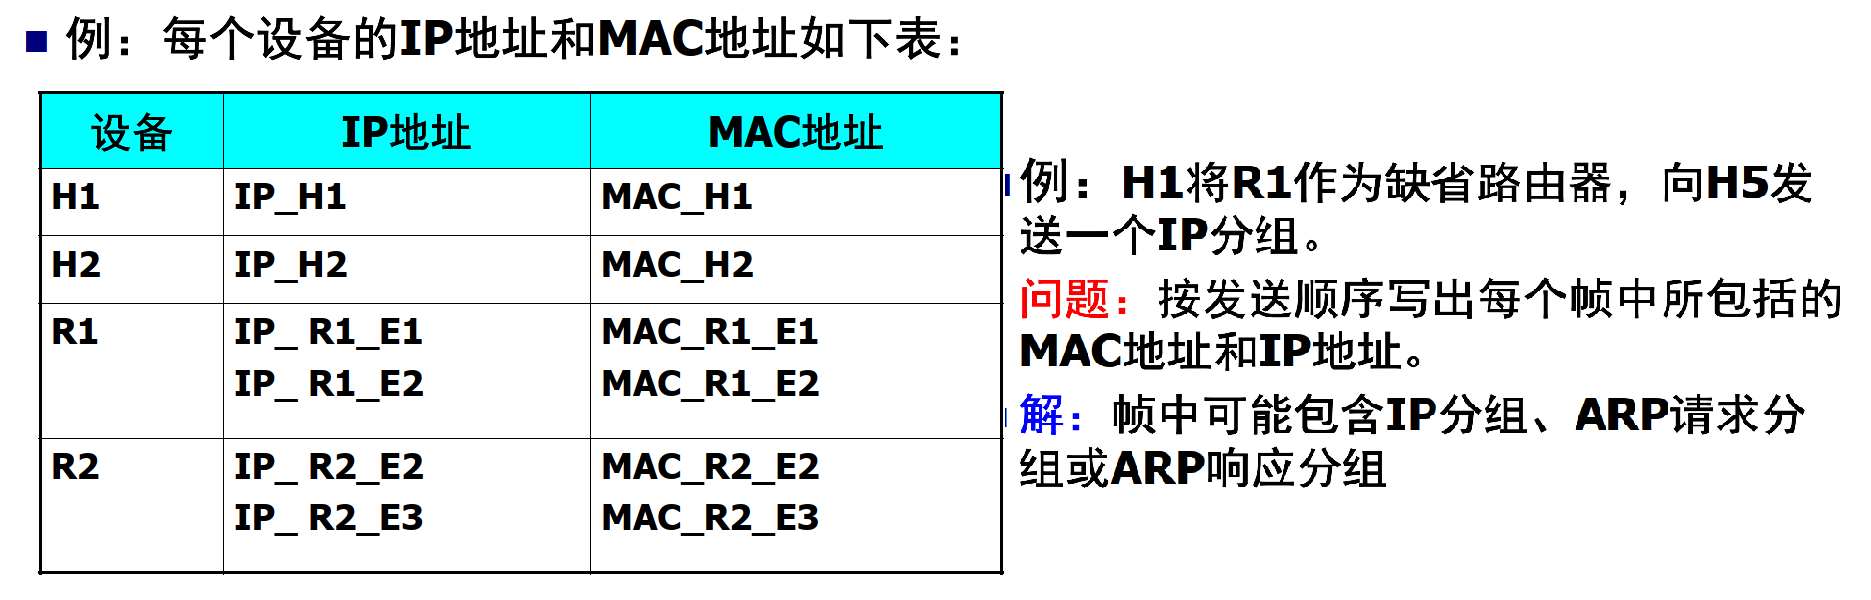 例：每个设备的IP地址和MAC地址如下表：
设备 IP地址 MAC地址
H1 IP_H1 MAC_H1
H2 IP_H2 MAC_H2
R1 IP_ R1_E1 MAC_R1_E1
IP_ R1_E2 MAC_R1_E2
R2 IP_ R2_E2 MAC_R2_E2
IP_ R2_E3 MAC_R2_E3
例：H1将R1作为缺省路由器，向H5发
送一个IP分组。
问题：按发送顺序写出每个帧中所包括的
MAC地址和IP地址。
解：帧中可能包含IP分组、ARP请求分
组或ARP响应分组